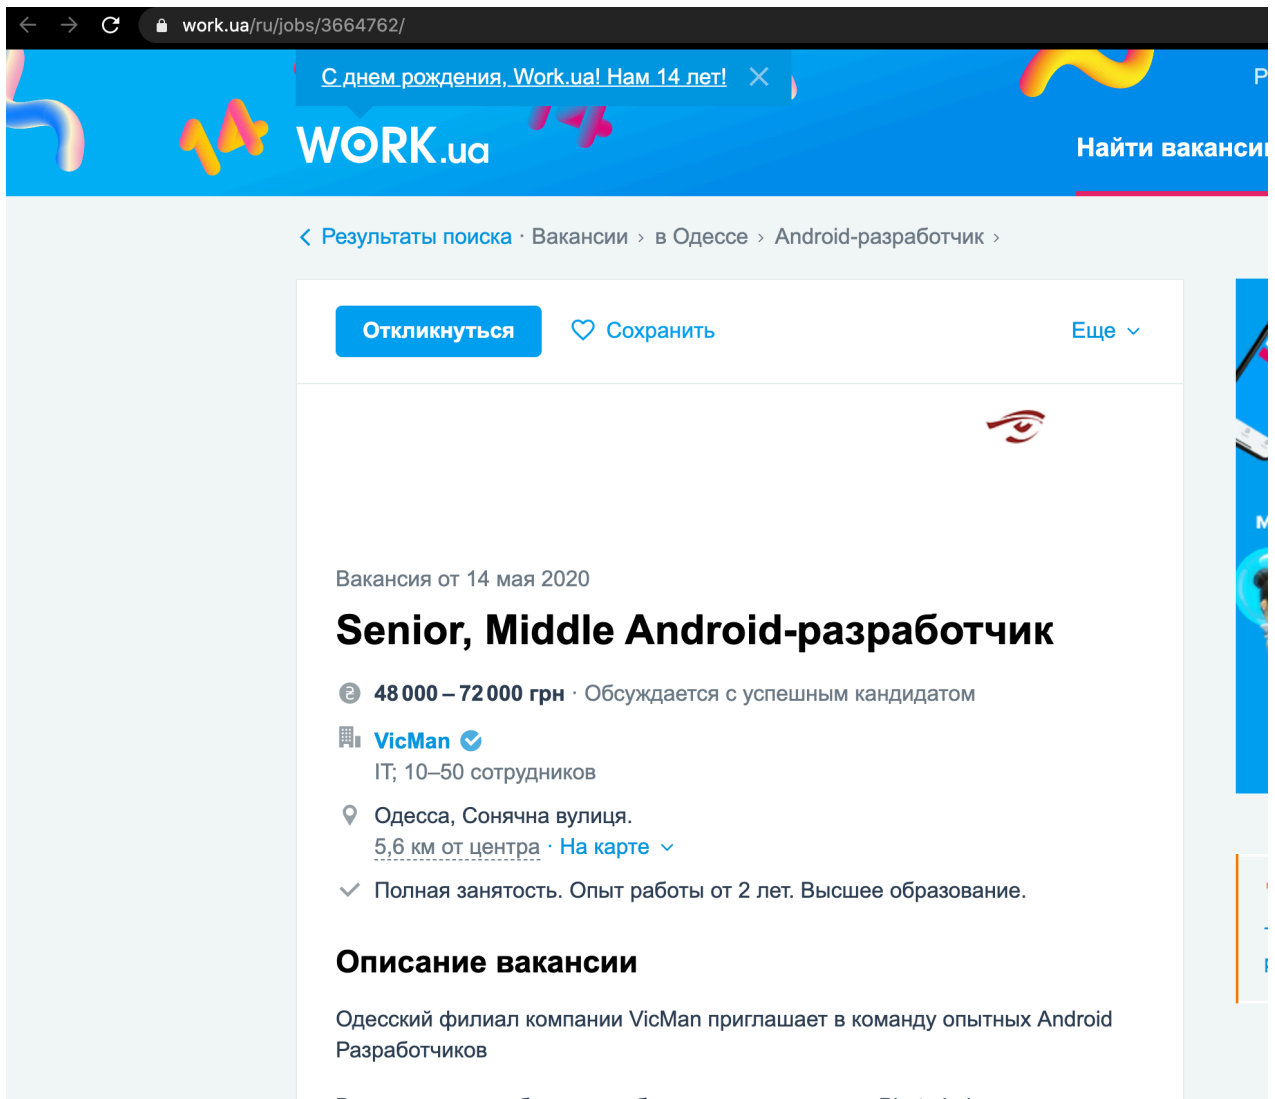 work.ua/ru/jobs/3664762/
С днем рождения, Work.ua! Нам 14 лет!
14
WORK.ua
14
Найти вакансии
Результаты поиска · Вакансии › в Одессе › Android-разработчик ›
Откликнуться
Сохранить
Еще
Вакансия от 14 мая 2020
Senior, Middle Android-разработчик
48 000 – 72 000 грн · Обсуждается с успешным кандидатом
VicMan
IT; 10–50 сотрудников
Одесса, Сонячна вулиця.
5,6 км от центра · На карте
Полная занятость. Опыт работы от 2 лет. Высшее образование.
Описание вакансии
Одесский филиал компании VicMan приглашает в команду опытных Android
Разработчиков